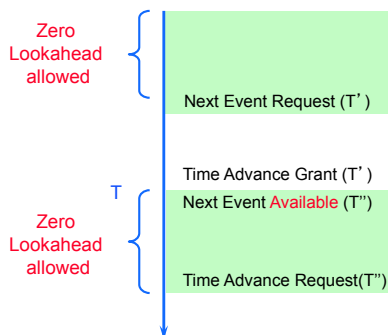 Zero
Lookahead
allowed
Next Event Request (T’)
Time Advance Grant (T’)
T
Next Event Available (T”)
Zero
Lookahead
allowed
Time Advance Request(T”)